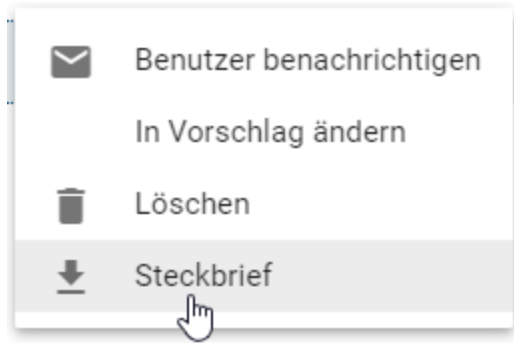 Benutzer benachrichtigen
In Vorschlag ändern
Löschen
Steckbrief